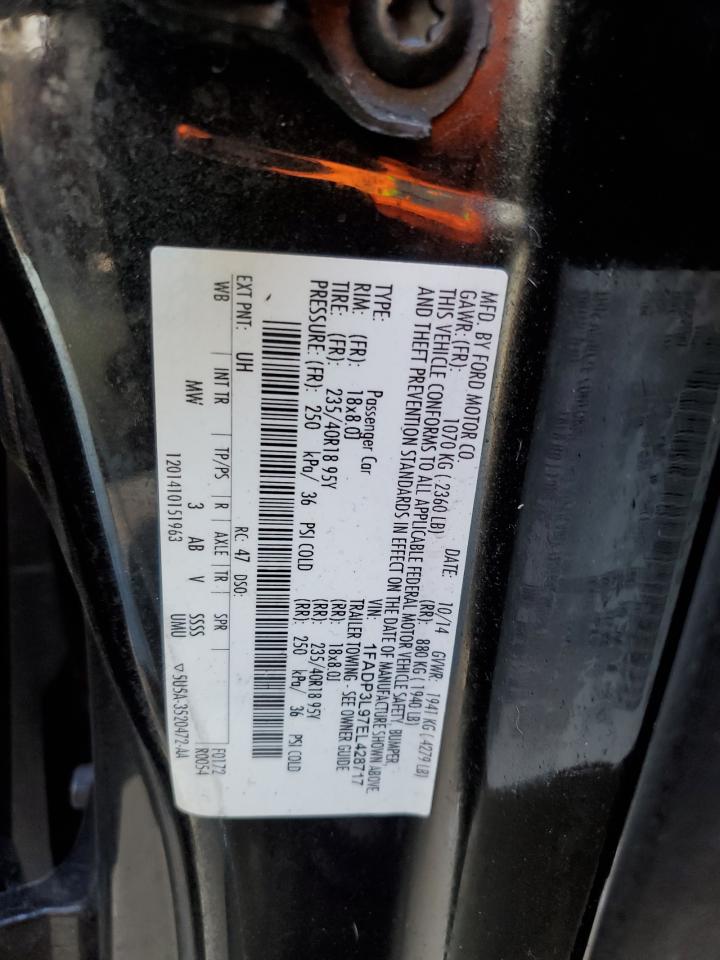 MFD. BY FORD MOTOR CO.
DATE: 10/14 GVWR: 1941 KG ( 4279 LB)
GAWR: (FR): 1070 KG ( 2360 LB) (RR): 880 KG ( 1940 LB)
THIS VEHICLE CONFORMS TO ALL APPLICABLE FEDERAL MOTOR VEHICLE SAFETY, BUMPER
AND THEFT PREVENTION STANDARDS IN EFFECT ON THE DATE OF MANUFACTURE SHOWN ABOVE.
VIN: 1FADP3L97EL428717
TYPE: Passenger Car TRAILER TOWING - SEE OWNER GUIDE
RIM: (FR): 18x8.0J (RR): 18x8.0J
TIRE: (FR): 235/40R18 95Y (RR): 235/40R18 95Y
PRESSURE: (FR): 250 kPa/ 36 PSI COLD (RR): 250 kPa/ 36 PSI COLD
EXT PNT: UH RC: 47 DSO: F0172
WB INT TR TP/PS R AXLE TR SPR R0054
MW 3 AB V SSSS
1201410151963 UMU ▽5USA-3520472-AA